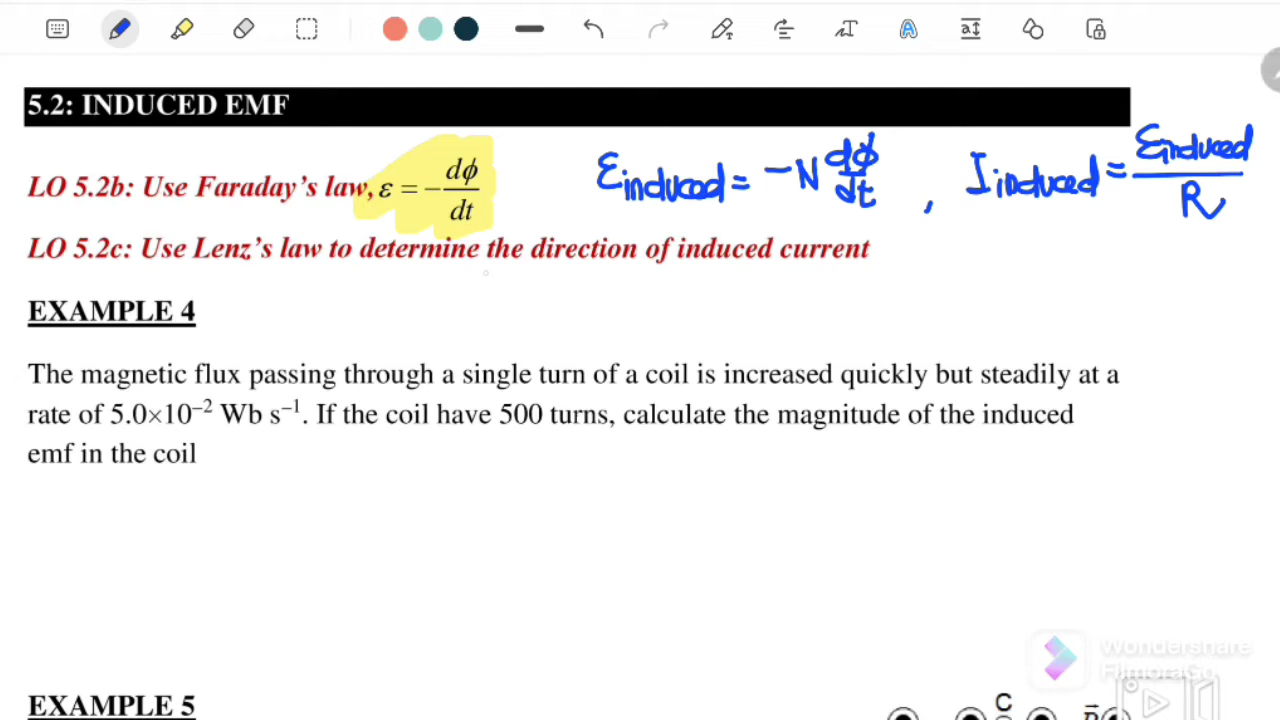 5.2: INDUCED EMF
LO 5.2b: Use Faraday's law, ε = −dϕ/dt
εinduced = −N dϕ/dt , Iinduced = εinduced/R
LO 5.2c: Use Lenz's law to determine the direction of induced current
EXAMPLE 4
The magnetic flux passing through a single turn of a coil is increased quickly but steadily at a
rate of 5.0×10⁻² Wb s⁻¹. If the coil have 500 turns, calculate the magnitude of the induced
emf in the coil
Wondershare
FilmoraGo
EXAMPLE 5
C